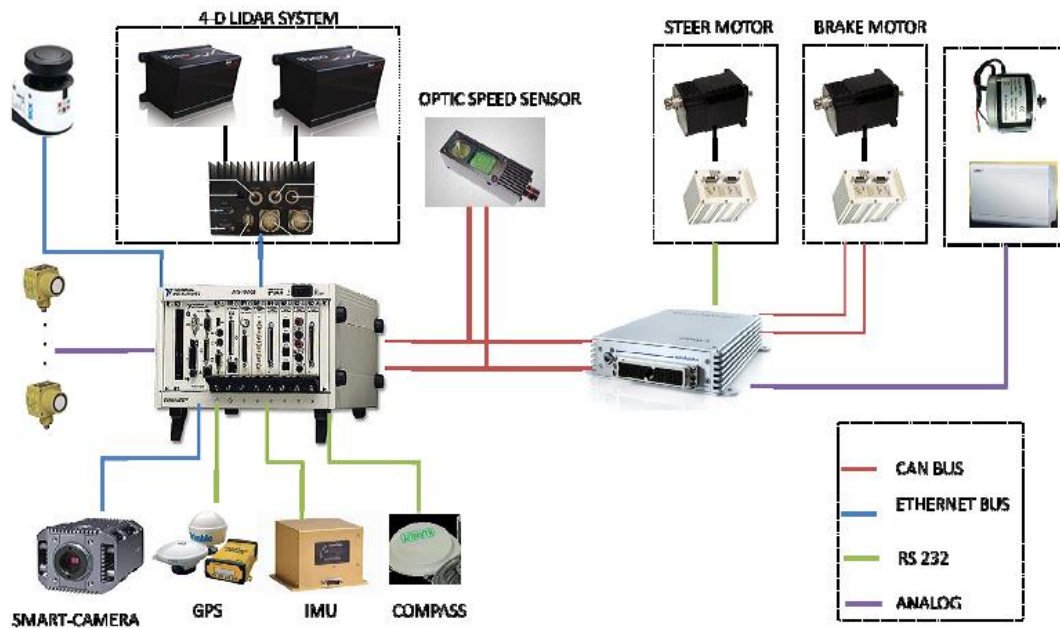 4-D LIDAR SYSTEM
STEER MOTOR
BRAKE MOTOR
OPTIC SPEED SENSOR
CAN BUS
ETHERNET BUS
RS 232
ANALOG
SMART-CAMERA
GPS
IMU
COMPASS